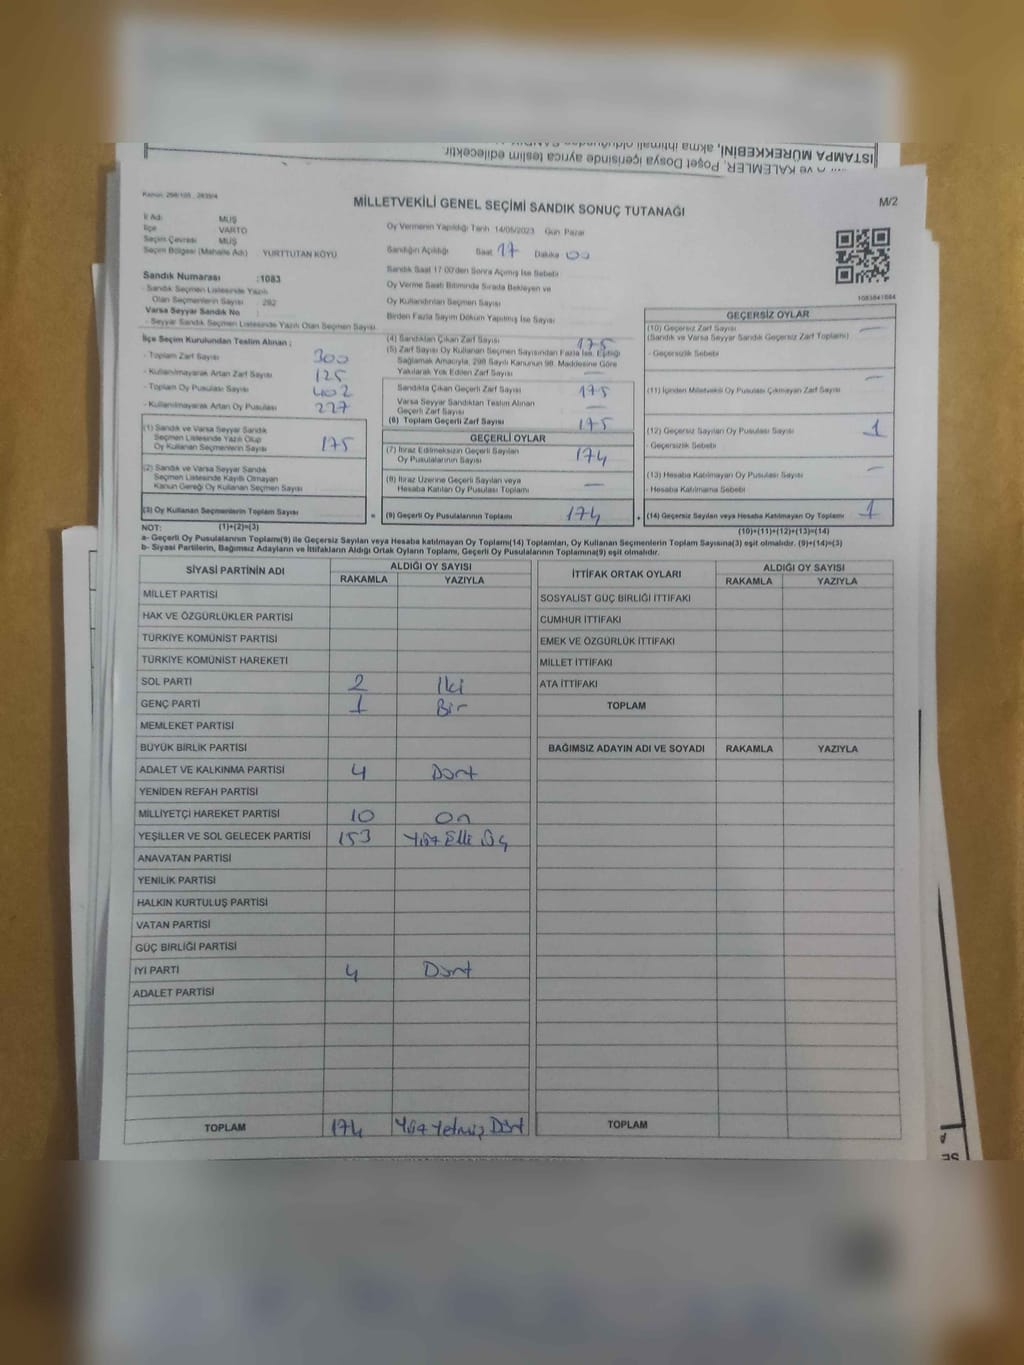 ISTAMPA MÜREKKEBİNİ, akma ihtimali olduğundan
ve KALEMLER, Poşet Dosya içerisinde ayrıca teslim edilecektir.
MİLLETVEKİLİ GENEL SEÇİMİ SANDIK SONUÇ TUTANAĞI
M/2
İl Adı: MUŞ
İlçe VARTO
Seçim Çevresi MUŞ
Seçim Bölgesi (Mahalle Adı) YURTTUTAN KÖYÜ
Sandık Numarası :1083
- Sandık Seçmen Listesinde Yazılı
Olan Seçmenlerin Sayısı : 282
Varsa Seyyar Sandık No
- Seyyar Sandık Seçmen Listesinde Yazılı Olan Seçmen Sayısı
Oy Vermenin Yapıldığı Tarih 14/05/2023 Gün: Pazar
Sandığın Açıldığı Saat 17 Dakika 00
Sandık Saat 17:00'den Sonra Açılmış İse Sebebi
Oy Verme Saati Bitiminde Sırada Bekleyen ve
Oy Kullandırılan Seçmen Sayısı
Birden Fazla Sayım Döküm Yapılmış İse Sayısı
1083841084
İlçe Seçim Kurulundan Teslim Alınan ;
- Toplam Zarf Sayısı 300
- Kullanılmayarak Artan Zarf Sayısı 125
- Toplam Oy Pusulası Sayısı 402
- Kullanılmayarak Artan Oy Pusulası 227
(1) Sandık ve Varsa Seyyar Sandık
Seçmen Listesinde Yazılı Olup
Oy Kullanan Seçmenlerin Sayısı 175
(2) Sandık ve Varsa Seyyar Sandık
Seçmen Listesinde Kayıtlı Olmayan
Kanun Gereği Oy Kullanan Seçmen Sayısı
(3) Oy Kullanan Seçmenlerin Toplam Sayısı
(4) Sandıktan Çıkan Zarf Sayısı 175
(5) Zarf Sayısı Oy Kullanan Seçmen Sayısından Fazla İse, Eşitliği
Sağlamak Amacıyla, 298 Sayılı Kanunun 98. Maddesine Göre
Yakılarak Yok Edilen Zarf Sayısı —
Sandıkta Çıkan Geçerli Zarf Sayısı 175
Varsa Seyyar Sandıktan Teslim Alınan
Geçerli Zarf Sayısı —
(6) Toplam Geçerli Zarf Sayısı 175
GEÇERLİ OYLAR
(7) İtiraz Edilmeksizin Geçerli Sayılan
Oy Pusulalarının Sayısı 174
(8) İtiraz Üzerine Geçerli Sayılan veya
Hesaba Katılan Oy Pusulası Toplamı —
= (9) Geçerli Oy Pusulalarının Toplamı 174
GEÇERSİZ OYLAR
(10) Geçersiz Zarf Sayısı —
(Sandık ve Varsa Seyyar Sandık Geçersiz Zarf Toplamı)
- Geçersizlik Sebebi
(11) İçinden Milletvekili Oy Pusulası Çıkmayan Zarf Sayısı —
(12) Geçersiz Sayılan Oy Pusulası Sayısı 1
- Geçersizlik Sebebi
(13) Hesaba Katılmayan Oy Pusulası Sayısı —
- Hesaba Katılmama Sebebi
+ (14) Geçersiz Sayılan veya Hesaba Katılmayan Oy Toplamı 1
NOT: (1)+(2)=(3)
(10)+(11)+(12)+(13)=(14)
a- Geçerli Oy Pusulalarının Toplamı(9) ile Geçersiz Sayılan veya Hesaba katılmayan Oy Toplamı(14) Toplamları, Oy Kullanan Seçmenlerin Toplam Sayısına(3) eşit olmalıdır. (9)+(14)=(3)
b- Siyasi Partilerin, Bağımsız Adayların ve İttifakların Aldığı Ortak Oyların Toplamı, Geçerli Oy Pusulalarının Toplamına(9) eşit olmalıdır.
SİYASİ PARTİNİN ADI ALDIĞI OY SAYISI
RAKAMLA YAZIYLA
MİLLET PARTİSİ
HAK VE ÖZGÜRLÜKLER PARTİSİ
TÜRKİYE KOMÜNİST PARTİSİ
TÜRKİYE KOMÜNİST HAREKETİ
SOL PARTİ 2 İki
GENÇ PARTİ 1 Bir
MEMLEKET PARTİSİ
BÜYÜK BİRLİK PARTİSİ
ADALET VE KALKINMA PARTİSİ 4 Dört
YENİDEN REFAH PARTİSİ
MİLLİYETÇİ HAREKET PARTİSİ 10 On
YEŞİLLER VE SOL GELECEK PARTİSİ 153 Yüz Elli Üç
ANAVATAN PARTİSİ
YENİLİK PARTİSİ
HALKIN KURTULUŞ PARTİSİ
VATAN PARTİSİ
GÜÇ BİRLİĞİ PARTİSİ
İYİ PARTİ 4 Dört
ADALET PARTİSİ
TOPLAM 174 Yüz Yetmiş Dört
İTTİFAK ORTAK OYLARI ALDIĞI OY SAYISI
RAKAMLA YAZIYLA
SOSYALİST GÜÇ BİRLİĞİ İTTİFAKI
CUMHUR İTTİFAKI
EMEK VE ÖZGÜRLÜK İTTİFAKI
MİLLET İTTİFAKI
ATA İTTİFAKI
TOPLAM
BAĞIMSIZ ADAYIN ADI VE SOYADI RAKAMLA YAZIYLA
TOPLAM